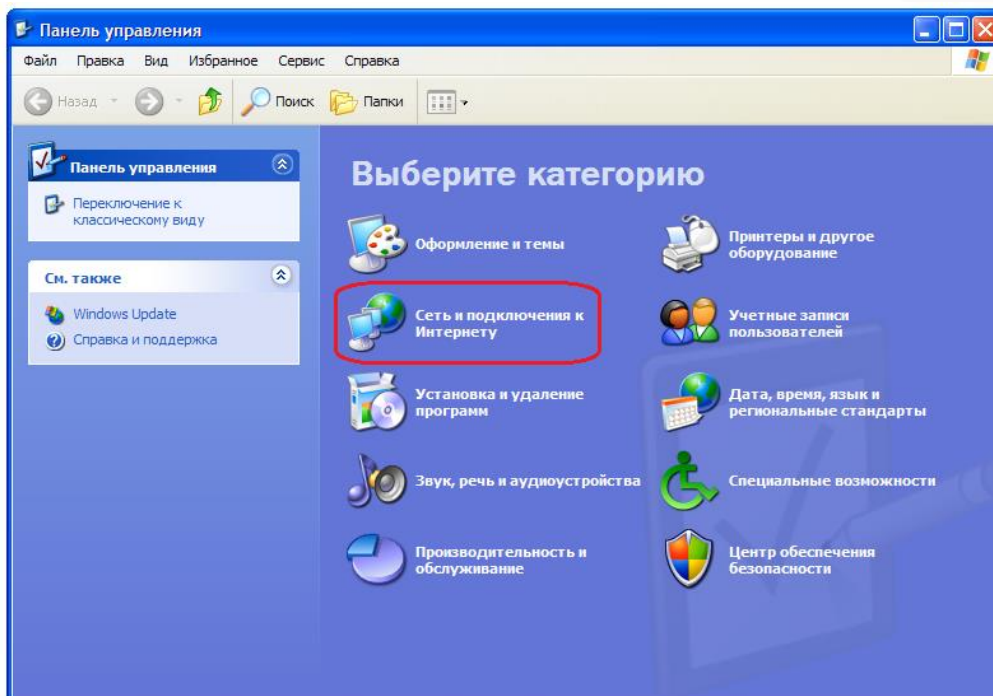 Панель управления
Файл Правка Вид Избранное Сервис Справка
Назад Поиск Папки
Панель управления
Переключение к
классическому виду
См. также
Windows Update
Справка и поддержка
Выберите категорию
Оформление и темы
Принтеры и другое
оборудование
Сеть и подключения к
Интернету
Учетные записи
пользователей
Установка и удаление
программ
Дата, время, язык и
региональные стандарты
Звук, речь и аудиоустройства
Специальные возможности
Производительность и
обслуживание
Центр обеспечения
безопасности